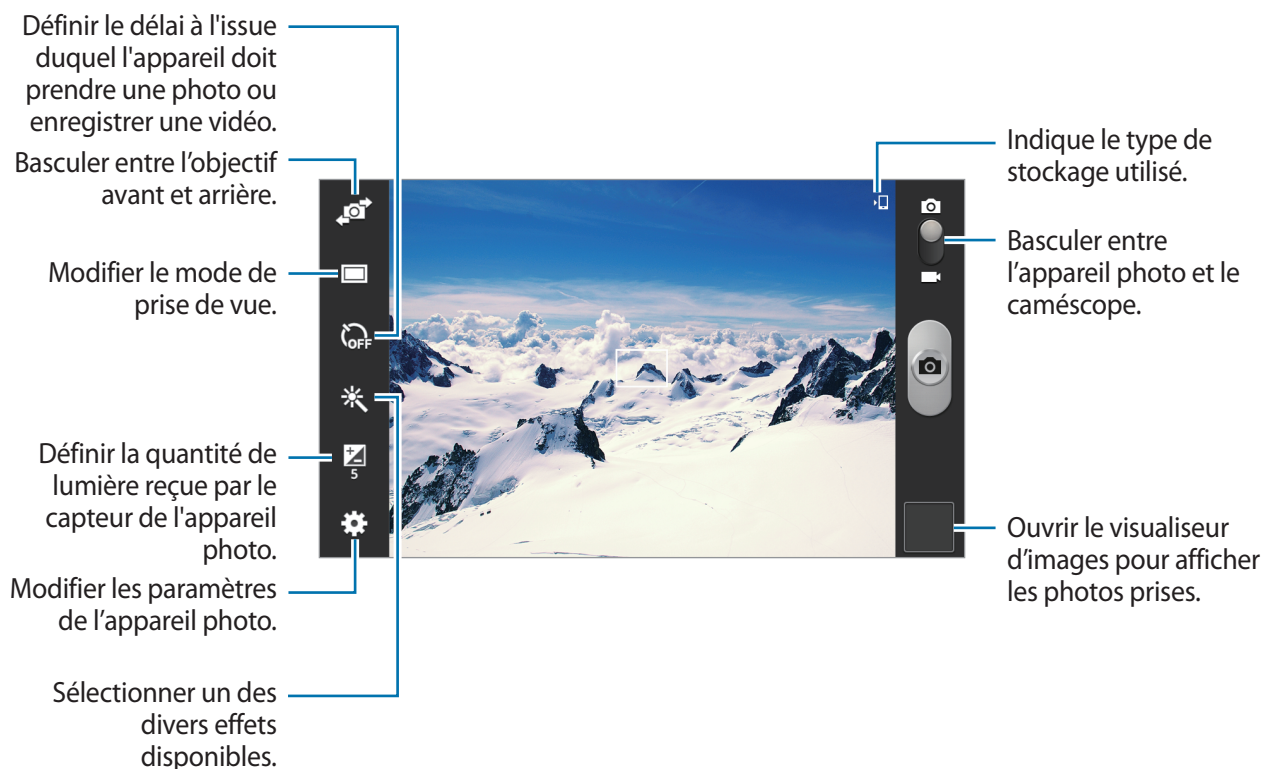 Définir le délai à l'issue
duquel l'appareil doit
prendre une photo ou
enregistrer une vidéo.
Basculer entre l’objectif
avant et arrière.
Modifier le mode de
prise de vue.
OFF
Définir la quantité de
lumière reçue par le
capteur de l'appareil
photo.
5
Modifier les paramètres
de l’appareil photo.
Sélectionner un des
divers effets
disponibles.
Indique le type de
stockage utilisé.
Basculer entre
l’appareil photo et le
caméscope.
Ouvrir le visualiseur
d’images pour afficher
les photos prises.